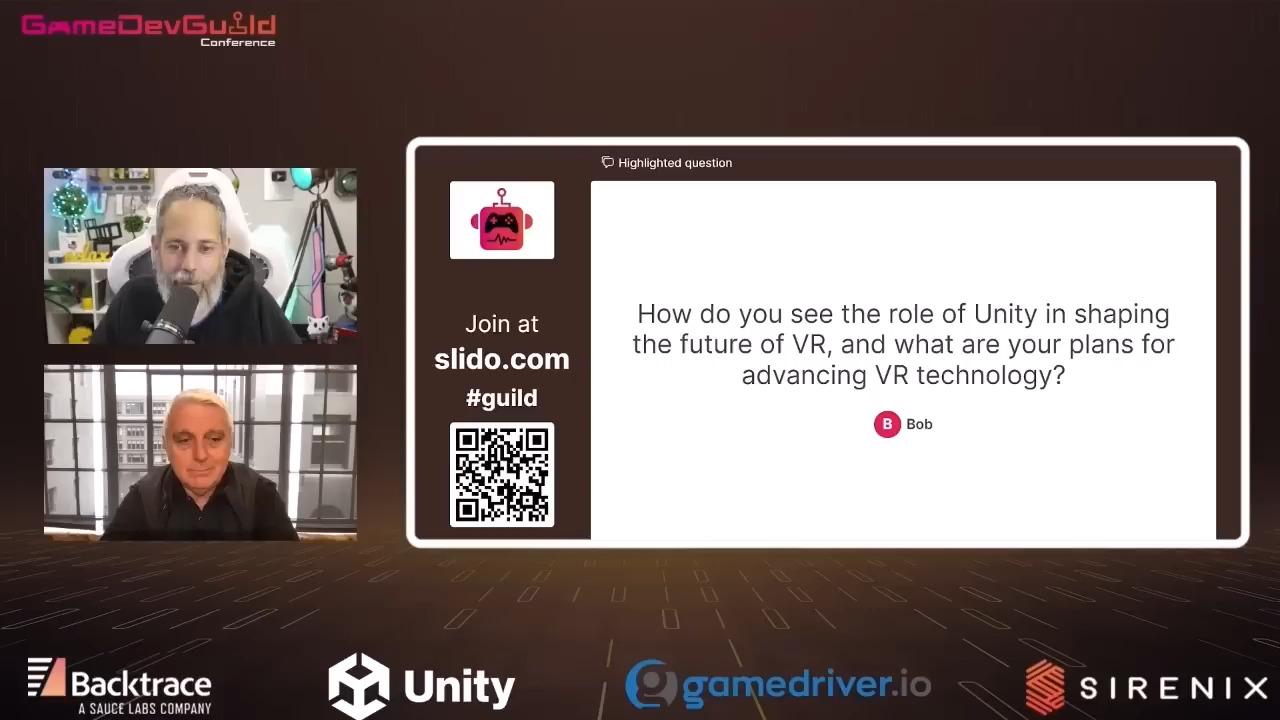 GameDevGuild
Conference
Highlighted question
Join at
slido.com
#guild
How do you see the role of Unity in shaping
the future of VR, and what are your plans for
advancing VR technology?
B Bob
Backtrace
A SAUCE LABS COMPANY
Unity
gamedriver.io
SIRENIX